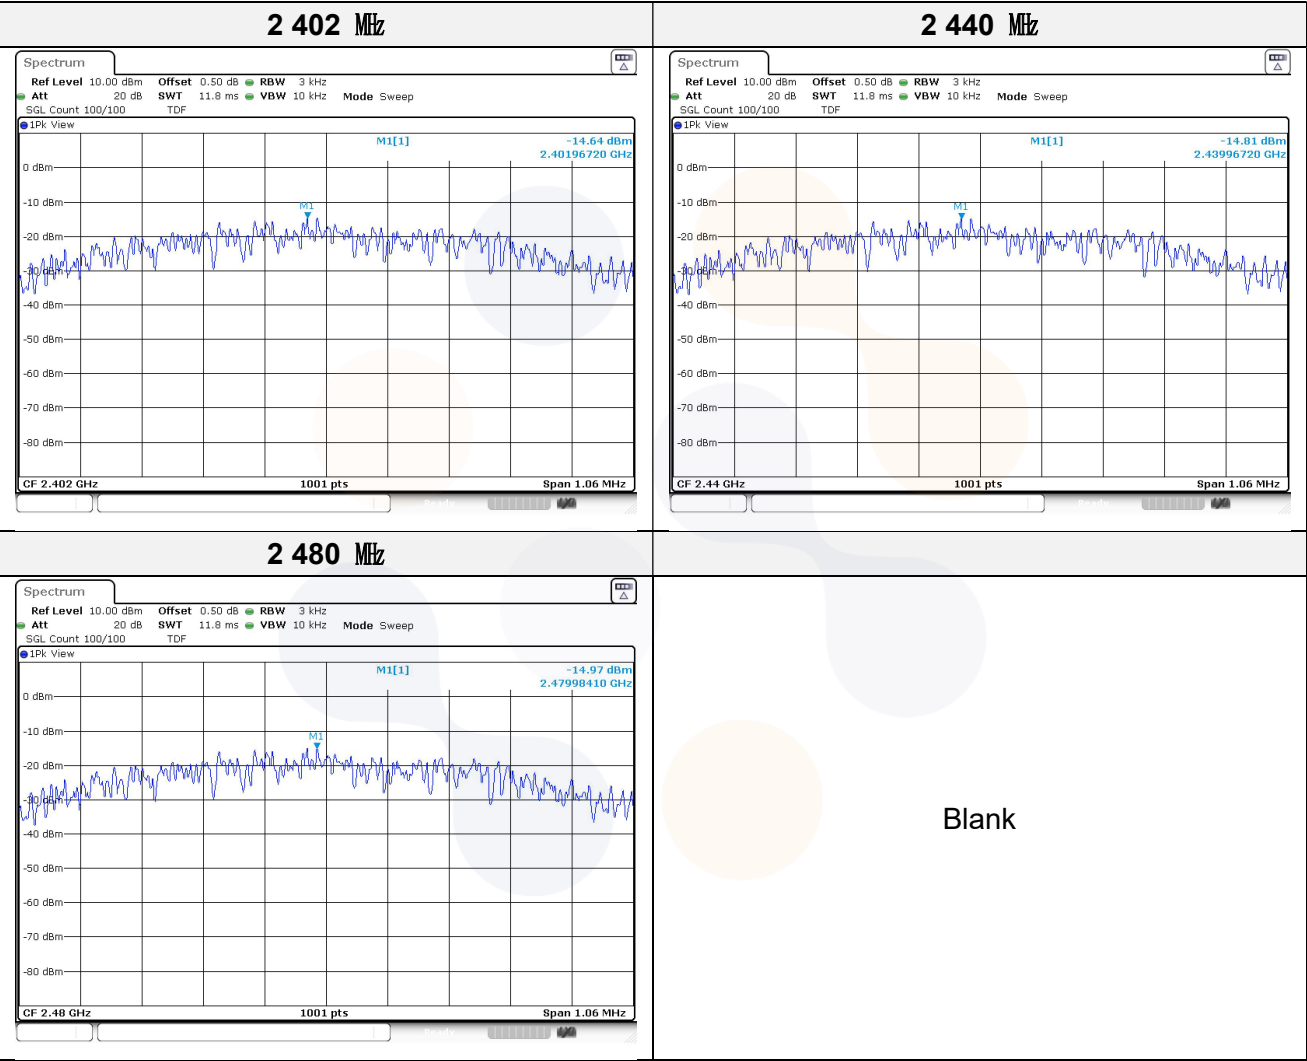 2 402 ㎒
2 440 ㎒
Spectrum
Ref Level 10.00 dBm Offset 0.50 dB RBW 3 kHz
Att 20 dB SWT 11.8 ms VBW 10 kHz Mode Sweep
SGL Count 100/100 TDF
1Pk View
M1[1] -14.64 dBm
2.40196720 GHz
0 dBm
M1
-10 dBm
-20 dBm
-30 dBm
-40 dBm
-50 dBm
-60 dBm
-70 dBm
-80 dBm
CF 2.402 GHz 1001 pts Span 1.06 MHz
Ready
Spectrum
Ref Level 10.00 dBm Offset 0.50 dB RBW 3 kHz
Att 20 dB SWT 11.8 ms VBW 10 kHz Mode Sweep
SGL Count 100/100 TDF
1Pk View
M1[1] -14.81 dBm
2.43996720 GHz
0 dBm
M1
-10 dBm
-20 dBm
-30 dBm
-40 dBm
-50 dBm
-60 dBm
-70 dBm
-80 dBm
CF 2.44 GHz 1001 pts Span 1.06 MHz
Ready
2 480 ㎒
Spectrum
Ref Level 10.00 dBm Offset 0.50 dB RBW 3 kHz
Att 20 dB SWT 11.8 ms VBW 10 kHz Mode Sweep
SGL Count 100/100 TDF
1Pk View
M1[1] -14.97 dBm
2.47998410 GHz
0 dBm
M1
-10 dBm
-20 dBm
-30 dBm
-40 dBm
-50 dBm
-60 dBm
-70 dBm
-80 dBm
CF 2.48 GHz 1001 pts Span 1.06 MHz
Ready
Blank